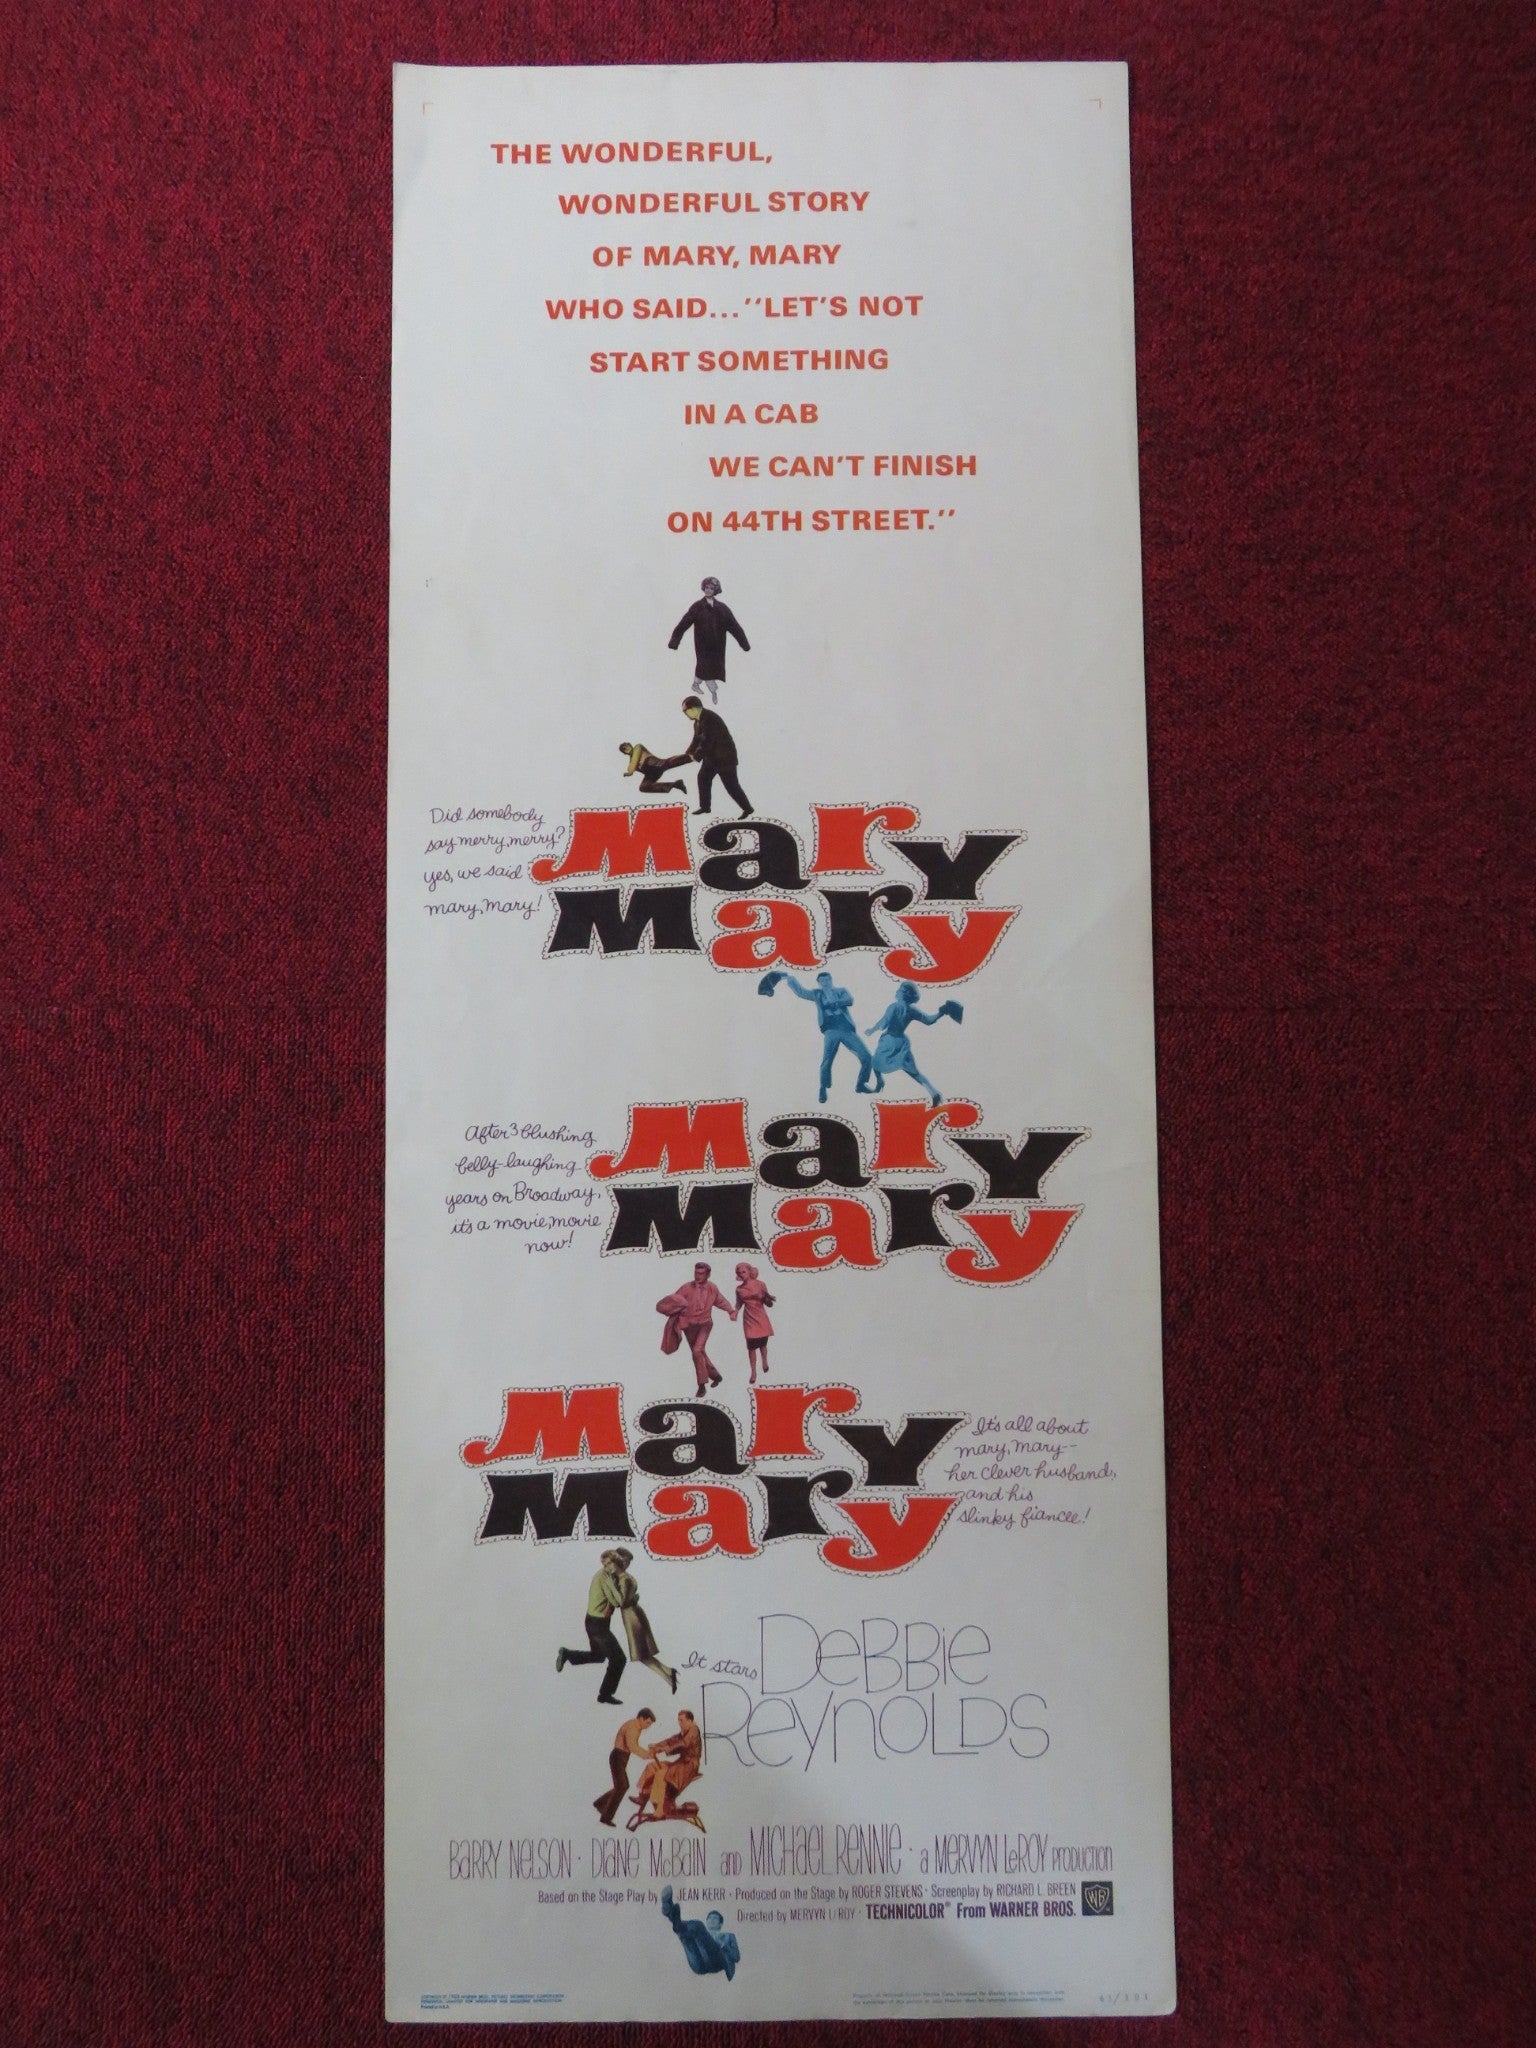 THE WONDERFUL,
WONDERFUL STORY
OF MARY, MARY
WHO SAID..."LET'S NOT
START SOMETHING
IN A CAB
WE CAN'T FINISH
ON 44TH STREET."
Did somebody
say merry, merry?
yes, we said
mary, mary!
Mary
Mary
After 3 blushing
belly-laughing
years on Broadway,
it's a movie, movie
now!
Mary
Mary
Mary
Mary
It's all about
mary, mary--
her clever husband,
and his
slinky fiancee!
It stars DeBBie
ReynoLDS
BaRRY NeLSON · DIaNe McBaIN aND MICHaeL ReNNIe · a MeRVYN LeROY PRODUCTION
Based on the Stage Play by JEAN KERR · Produced on the Stage by ROGER STEVENS · Screenplay by RICHARD L. BREEN
Directed by MERVYN LeROY · TECHNICOLOR® From WARNER BROS. WB
63/301